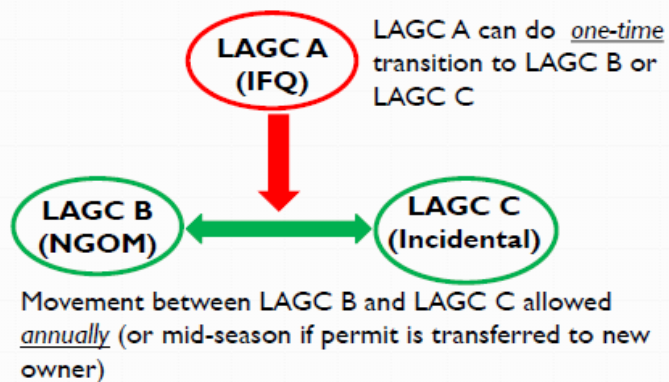 LAGC A
(IFQ)
LAGC A can do one-time
transition to LAGC B or
LAGC C
LAGC B
(NGOM)
LAGC C
(Incidental)
Movement between LAGC B and LAGC C allowed
annually (or mid-season if permit is transferred to new
owner)